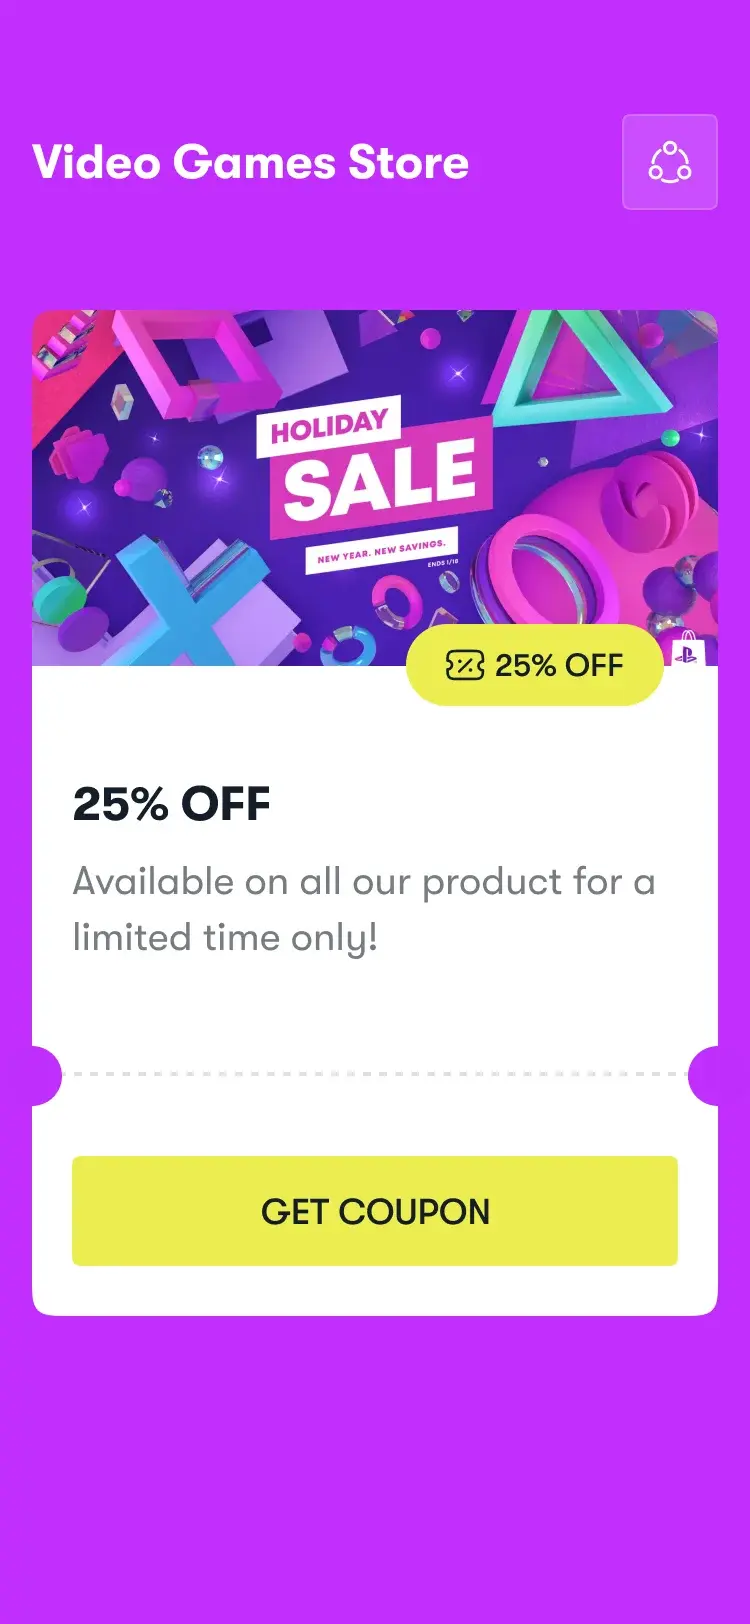 Video Games Store
HOLIDAY
SALE
NEW YEAR. NEW SAVINGS.
ENDS 1/18
25% OFF
25% OFF
Available on all our product for a
limited time only!
GET COUPON